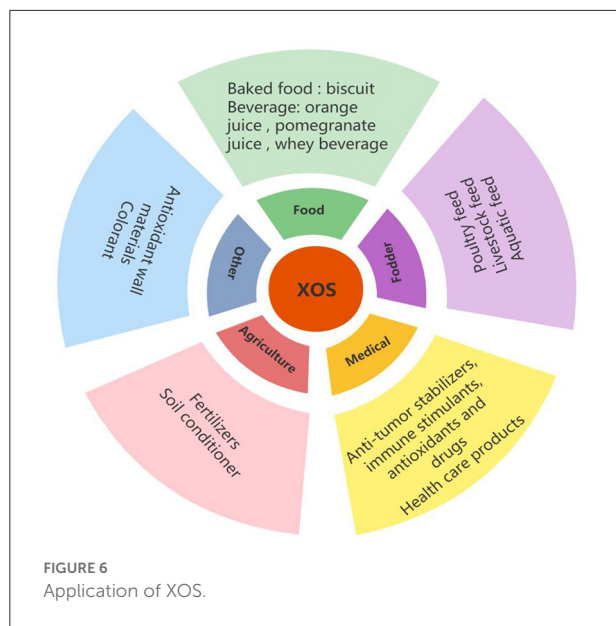 Baked food : biscuit
Beverage: orange
juice , pomegranate
juice , whey beverage
Food
Poultry feed
Livestock feed
Aquatic feed
Fodder
Antioxidant wall
materials
Colorant
Other
XOS
Agriculture
Medical
Fertilizers
Soil conditioner
Anti-tumor stabilizers,
immune stimulants,
antioxidants and
drugs
Health care products
FIGURE 6
Application of XOS.